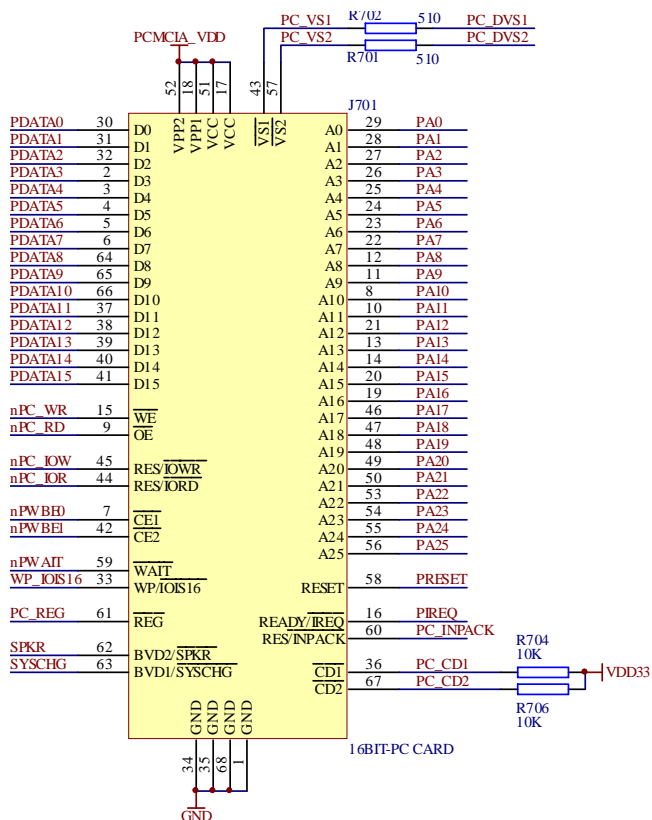 PCMCIA_VDD
PC_VS1 R702 510 PC_DVS1
PC_VS2 R701 510 PC_DVS2
52 18 51 17 43 57
J701
VPP2 VPP1 VCC VCC VS1 VS2
PDATA0 30 D0 A0 29 PA0
PDATA1 31 D1 A1 28 PA1
PDATA2 32 D2 A2 27 PA2
PDATA3 2 D3 A3 26 PA3
PDATA4 3 D4 A4 25 PA4
PDATA5 4 D5 A5 24 PA5
PDATA6 5 D6 A6 23 PA6
PDATA7 6 D7 A7 22 PA7
PDATA8 64 D8 A8 12 PA8
PDATA9 65 D9 A9 11 PA9
PDATA10 66 D10 A10 8 PA10
PDATA11 37 D11 A11 10 PA11
PDATA12 38 D12 A12 21 PA12
PDATA13 39 D13 A13 13 PA13
PDATA14 40 D14 A14 14 PA14
PDATA15 41 D15 A15 20 PA15
A16 19 PA16
nPC_WR 15 WE A17 46 PA17
nPC_RD 9 OE A18 47 PA18
A19 48 PA19
nPC_IOW 45 RES/IOWR A20 49 PA20
nPC_IOR 44 RES/IORD A21 50 PA21
A22 53 PA22
nPWBE0 7 CE1 A23 54 PA23
nPWBE1 42 CE2 A24 55 PA24
A25 56 PA25
nPWAIT 59 WAIT
WP_IOIS16 33 WP/IOIS16 RESET 58 PRESET
PC_REG 61 REG READY/IREQ 16 PIREQ
RES/INPACK 60 PC_INPACK
SPKR 62 BVD2/SPKR
SYSCHG 63 BVD1/SYSCHG CD1 36 PC_CD1 R704 10K VDD33
CD2 67 PC_CD2 R706 10K
GND GND GND GND
34 35 68 1
16BIT-PC CARD
GND